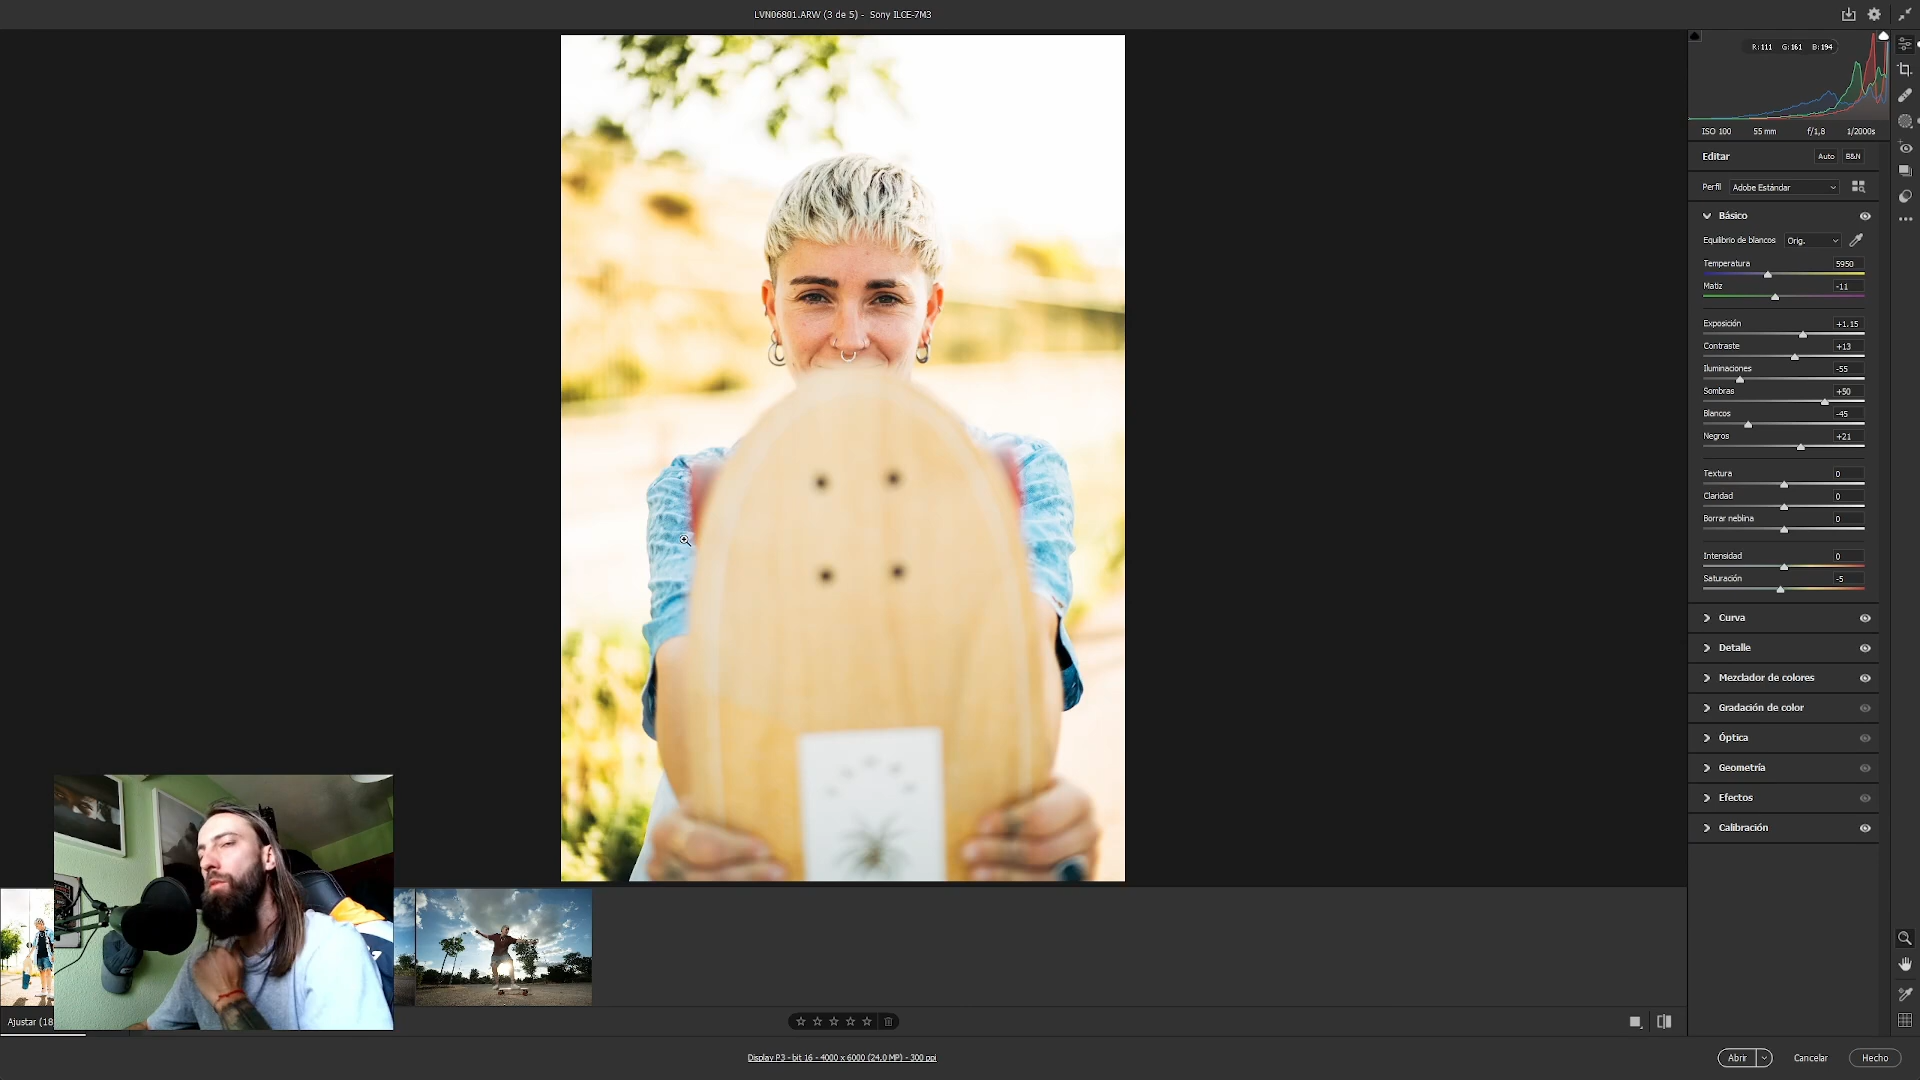 LVN06801.ARW (3 de 5) - Sony ILCE-7M3
R: 111 G: 161 B: 194
ISO 100 55 mm f/1,8 1/2000s
Editar Auto B&N
Perfil Adobe Estándar
Básico
Equilibrio de blancos Orig.
Temperatura 5950
Matiz -11
Exposición +1.15
Contraste +13
Iluminaciones -55
Sombras +50
Blancos -45
Negros +21
Textura 0
Claridad 0
Borrar neblina 0
Intensidad 0
Saturación -5
Curva
Detalle
Mezclador de colores
Gradación de color
Óptica
Geometría
Efectos
Calibración
Ajustar (18
Display P3 - bit 16 - 4000 x 6000 (24.0 MP) - 300 ppi
Abrir Cancelar Hecho